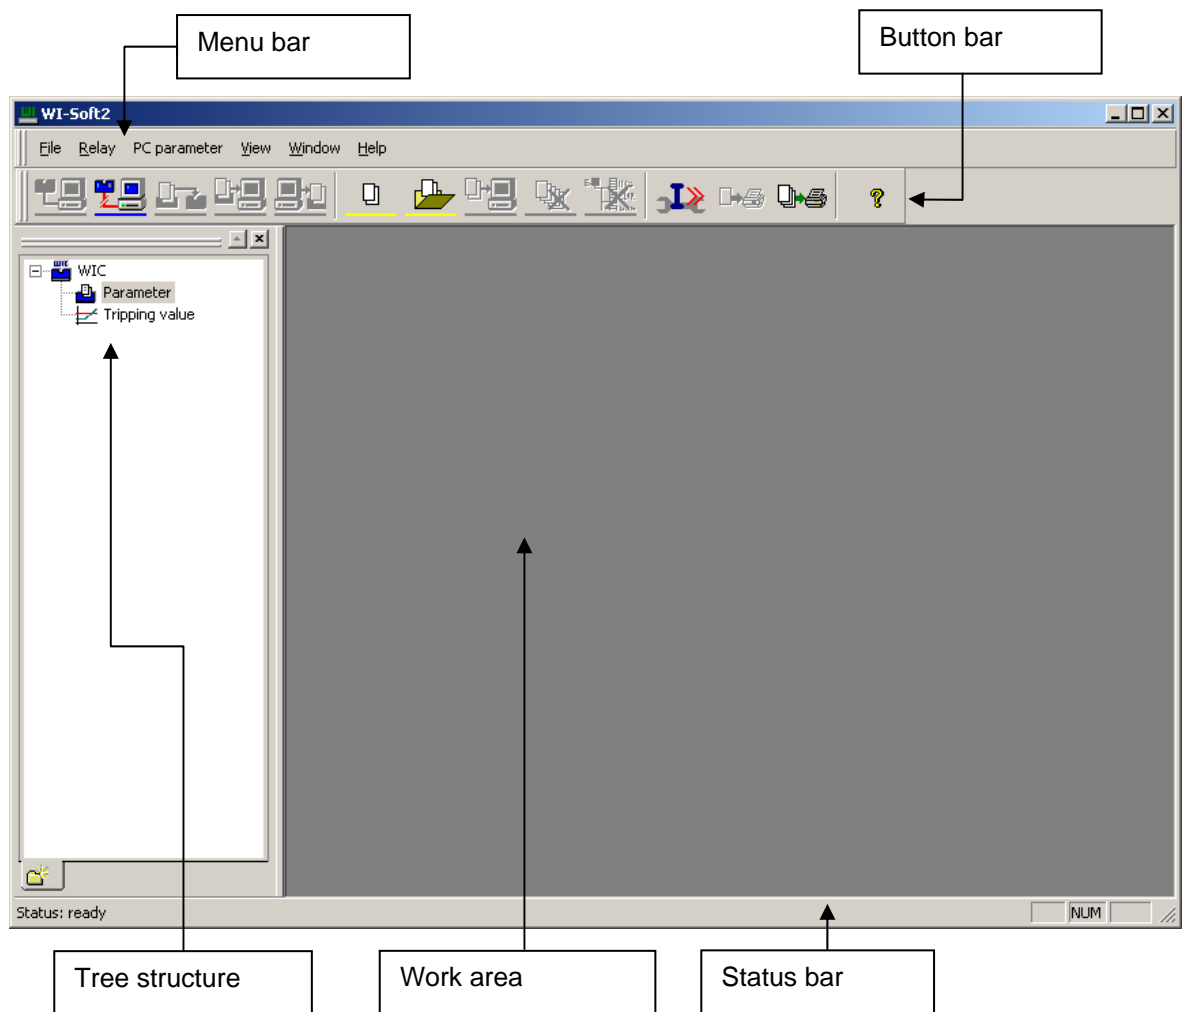 Menu bar
Button bar
WI-Soft2
File Relay PC parameter View Window Help
WIC
Parameter
Tripping value
Status: ready
NUM
Tree structure
Work area
Status bar